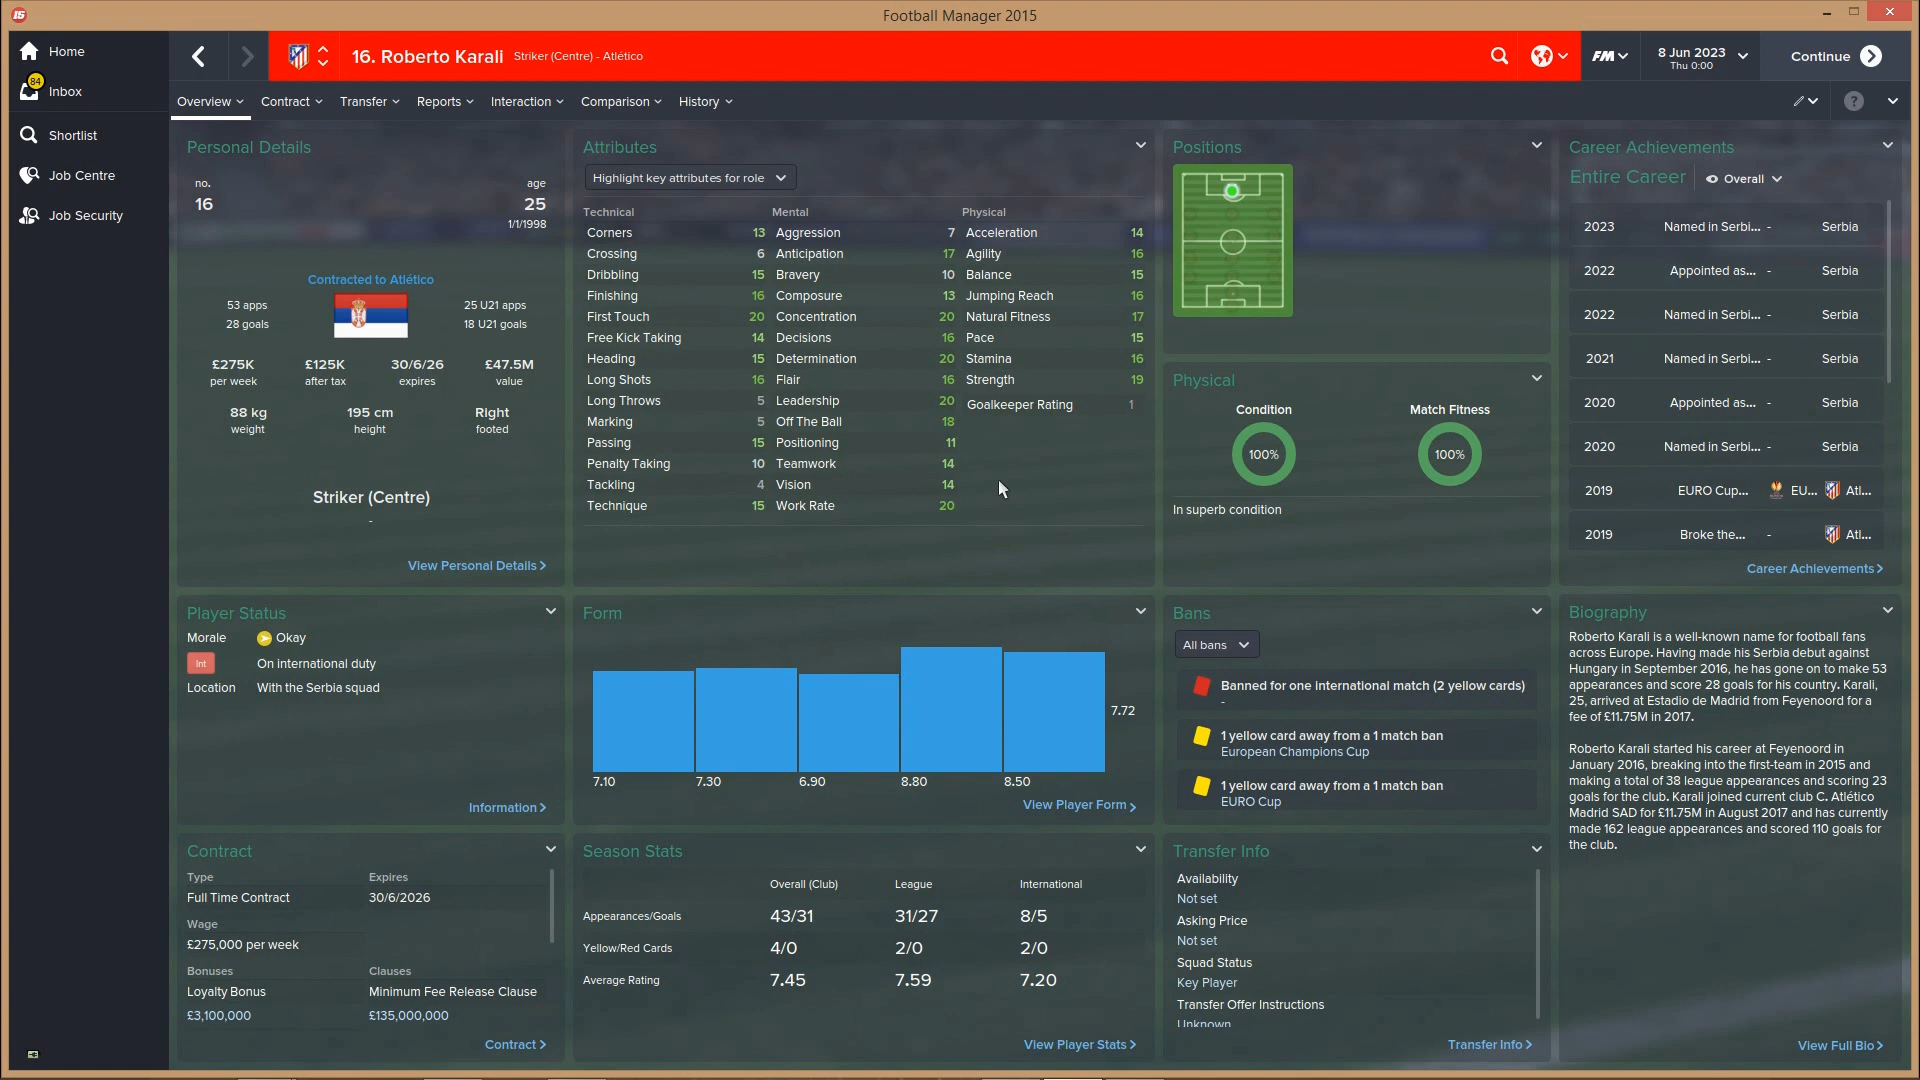 15
Football Manager 2015
Home
84
Inbox
Shortlist
Job Centre
Job Security
16. Roberto Karali Striker (Centre) - Atlético
FM
8 Jun 2023
Thu 0:00
Continue
Overview Contract Transfer Reports Interaction Comparison History
?
Personal Details
no. age
16 25
1/1/1998
Contracted to Atlético
53 apps 25 U21 apps
28 goals 18 U21 goals
£275K £125K 30/6/26 £47.5M
per week after tax expires value
88 kg 195 cm Right
weight height footed
Striker (Centre)
-
View Personal Details >
Attributes
Highlight key attributes for role
Technical Mental Physical
Corners 13 Aggression 7 Acceleration 14
Crossing 6 Anticipation 17 Agility 16
Dribbling 15 Bravery 10 Balance 15
Finishing 16 Composure 13 Jumping Reach 16
First Touch 20 Concentration 20 Natural Fitness 17
Free Kick Taking 14 Decisions 16 Pace 15
Heading 15 Determination 20 Stamina 16
Long Shots 16 Flair 16 Strength 19
Long Throws 5 Leadership 20 Goalkeeper Rating 1
Marking 5 Off The Ball 18
Passing 15 Positioning 11
Penalty Taking 10 Teamwork 14
Tackling 4 Vision 14
Technique 15 Work Rate 20
Positions
Physical
Condition Match Fitness
100% 100%
In superb condition
Career Achievements
Entire Career Overall
2023 Named in Serbi... - Serbia
2022 Appointed as... - Serbia
2022 Named in Serbi... - Serbia
2021 Named in Serbi... - Serbia
2020 Appointed as... - Serbia
2020 Named in Serbi... - Serbia
2019 EURO Cup... EU... Atl...
2019 Broke the... - Atl...
Career Achievements >
Player Status
Morale Okay
Int On international duty
Location With the Serbia squad
Information >
Form
7.72
7.10 7.30 6.90 8.80 8.50
View Player Form >
Bans
All bans
Banned for one international match (2 yellow cards)
-
1 yellow card away from a 1 match ban
European Champions Cup
1 yellow card away from a 1 match ban
EURO Cup
Biography
Roberto Karali is a well-known name for football fans
across Europe. Having made his Serbia debut against
Hungary in September 2016, he has gone on to make 53
appearances and score 28 goals for his country. Karali,
25, arrived at Estadio de Madrid from Feyenoord for a
fee of £11.75M in 2017.
Roberto Karali started his career at Feyenoord in
January 2016, breaking into the first-team in 2015 and
making a total of 38 league appearances and scoring 23
goals for the club. Karali joined current club C. Atlético
Madrid SAD for £11.75M in August 2017 and has currently
made 162 league appearances and scored 110 goals for
the club.
View Full Bio >
Contract
Type Expires
Full Time Contract 30/6/2026
Wage
£275,000 per week
Bonuses Clauses
Loyalty Bonus Minimum Fee Release Clause
£3,100,000 £135,000,000
Contract >
Season Stats
Overall (Club) League International
Appearances/Goals 43/31 31/27 8/5
Yellow/Red Cards 4/0 2/0 2/0
Average Rating 7.45 7.59 7.20
View Player Stats >
Transfer Info
Availability
Not set
Asking Price
Not set
Squad Status
Key Player
Transfer Offer Instructions
Unknown
Transfer Info >